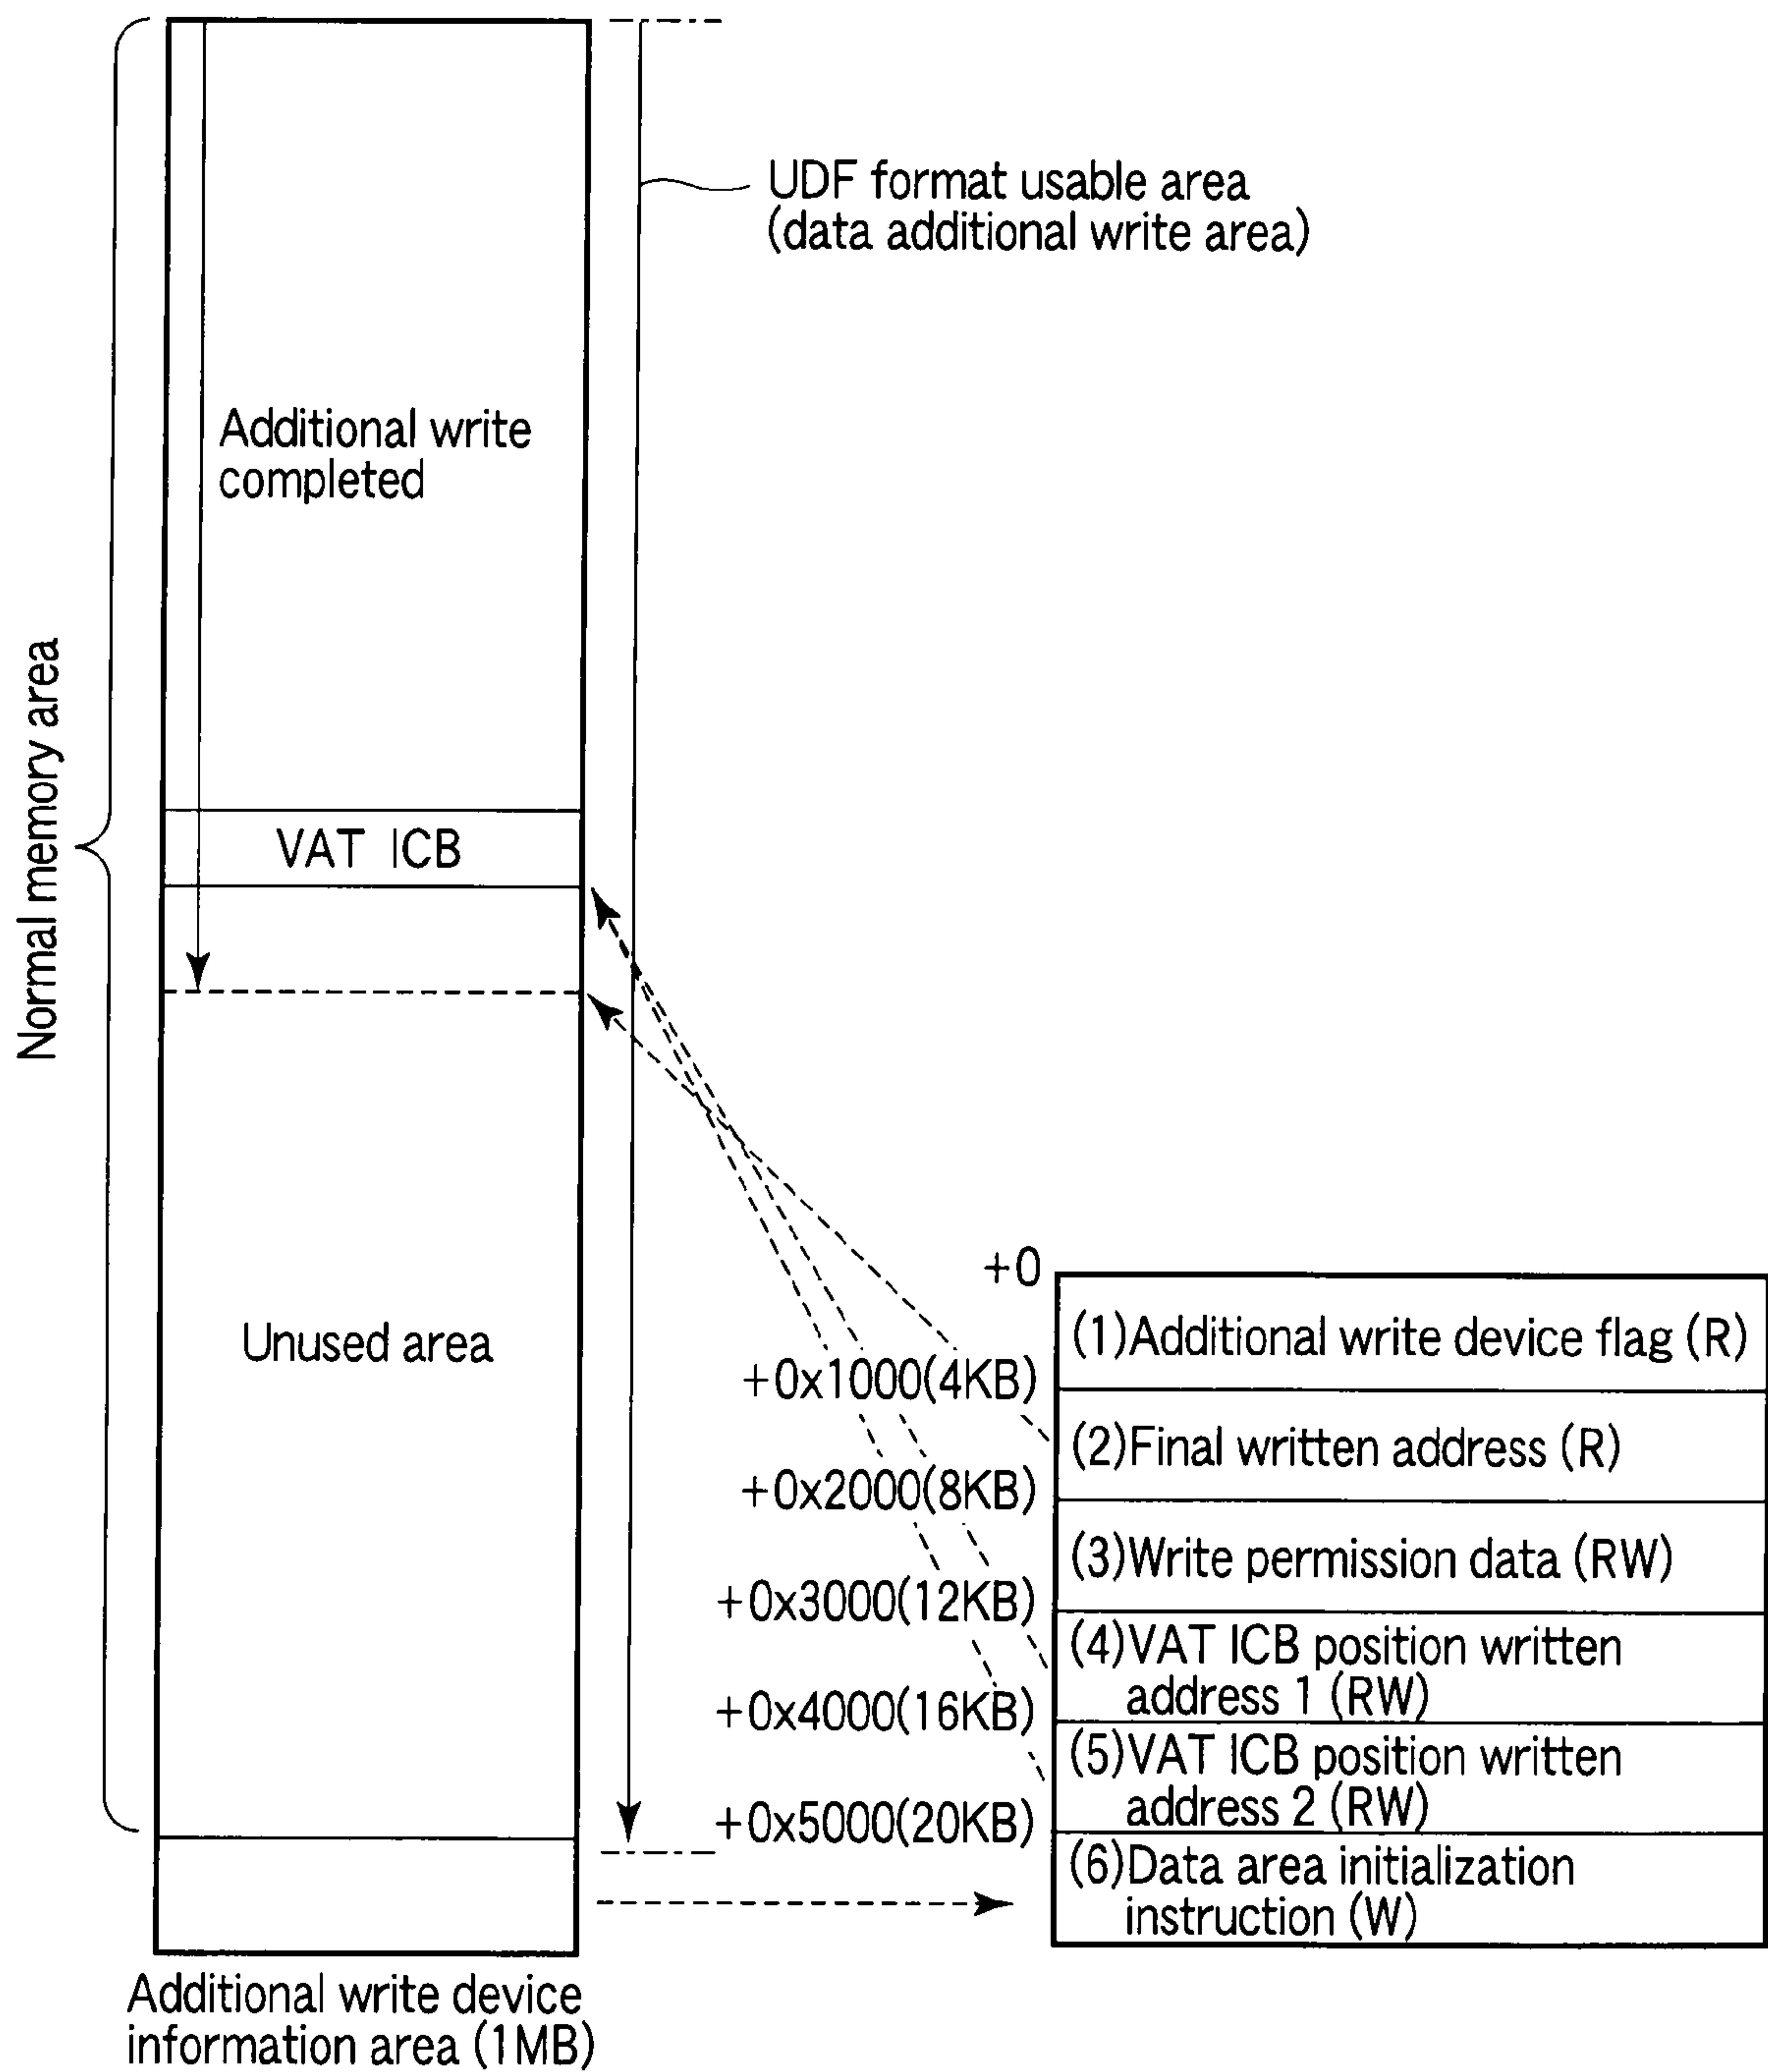 UDF format usable area
(data additional write area)
Additional write
completed
Normal memory area
VAT ICB
Unused area
+0
(1)Additional write device flag (R)
+0x1000(4KB)
(2)Final written address (R)
+0x2000(8KB)
(3)Write permission data (RW)
+0x3000(12KB)
(4)VAT ICB position written
address 1 (RW)
+0x4000(16KB)
(5)VAT ICB position written
address 2 (RW)
+0x5000(20KB)
(6)Data area initialization
instruction (W)
Additional write device
information area (1MB)